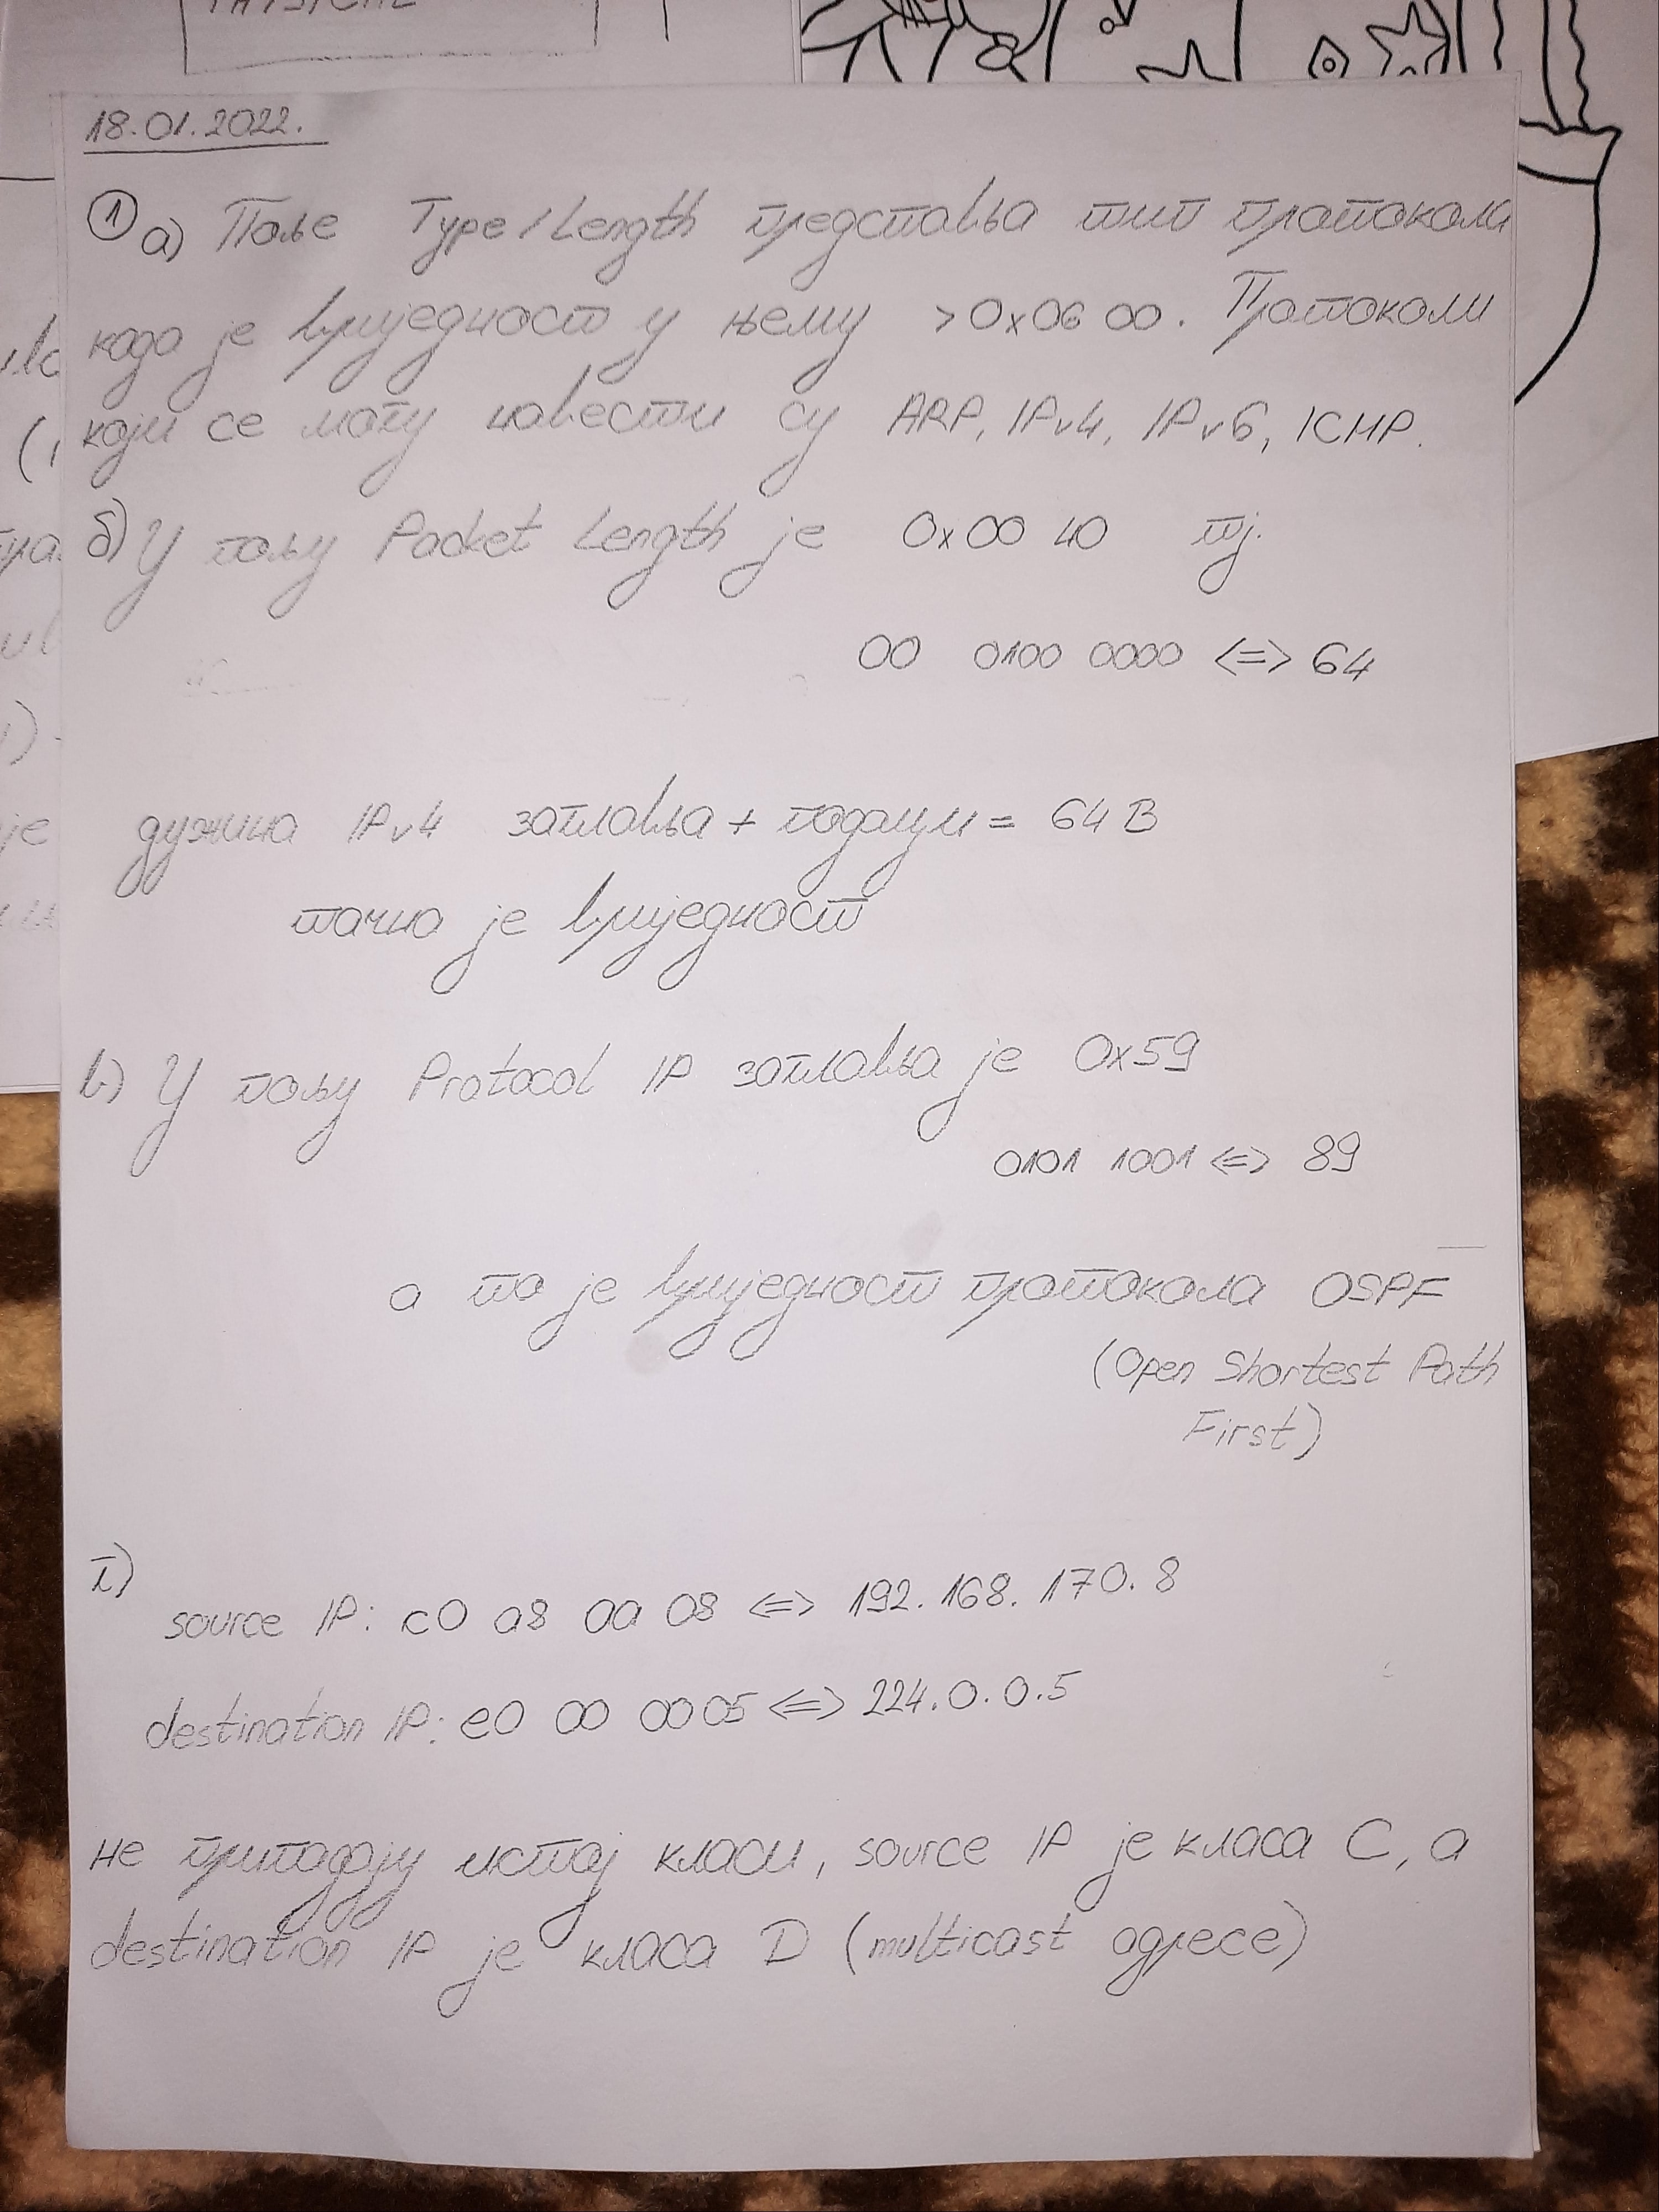 PHYSICAL
18.01.2022.
① а) Поље Type/Length представља тип протокола
када је вриједност у њему >0x06 00. Протоколи
који се могу навести су ARP, IPv4, IPv6, ICMP.
б) У пољу Packet Length је 0x00 40 тј.
00 0100 0000 <=> 64
дужина IPv4 заглавља + подаци = 64 B
тачна је вриједност
в) У пољу Protocol IP заглавља је 0x59
0101 1001 <=> 89
а то је вриједност протокола OSPF
(Open Shortest Path
First)
г)
source IP: c0 a8 aa 08 <=> 192.168.170.8
destination IP: e0 00 00 05 <=> 224.0.0.5
не припадају истој класи, source IP је класа C, а
destination IP је класа D (multicast адресе)